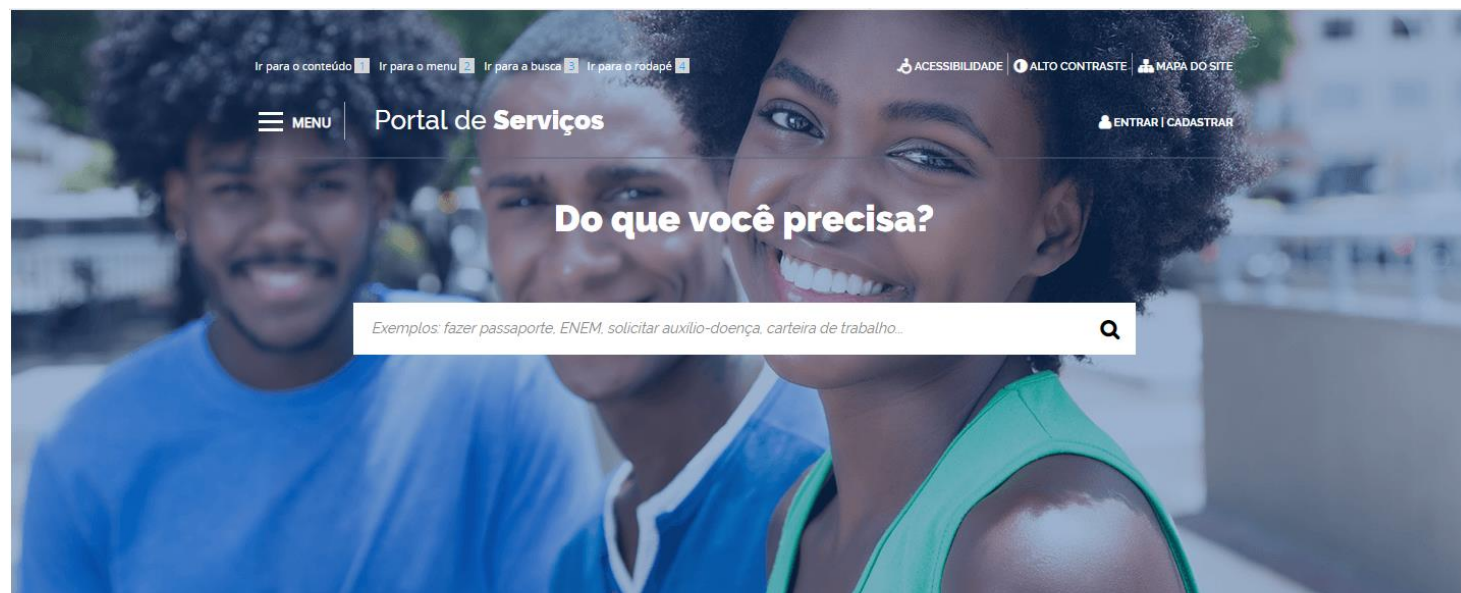 Ir para o conteúdo 1 Ir para o menu 2 Ir para a busca 3 Ir para o rodapé 4 ACESSIBILIDADE ALTO CONTRASTE MAPA DO SITE
MENU Portal de Serviços ENTRAR | CADASTRAR
Do que você precisa?
Exemplos: fazer passaporte, ENEM, solicitar auxílio-doença, carteira de trabalho...